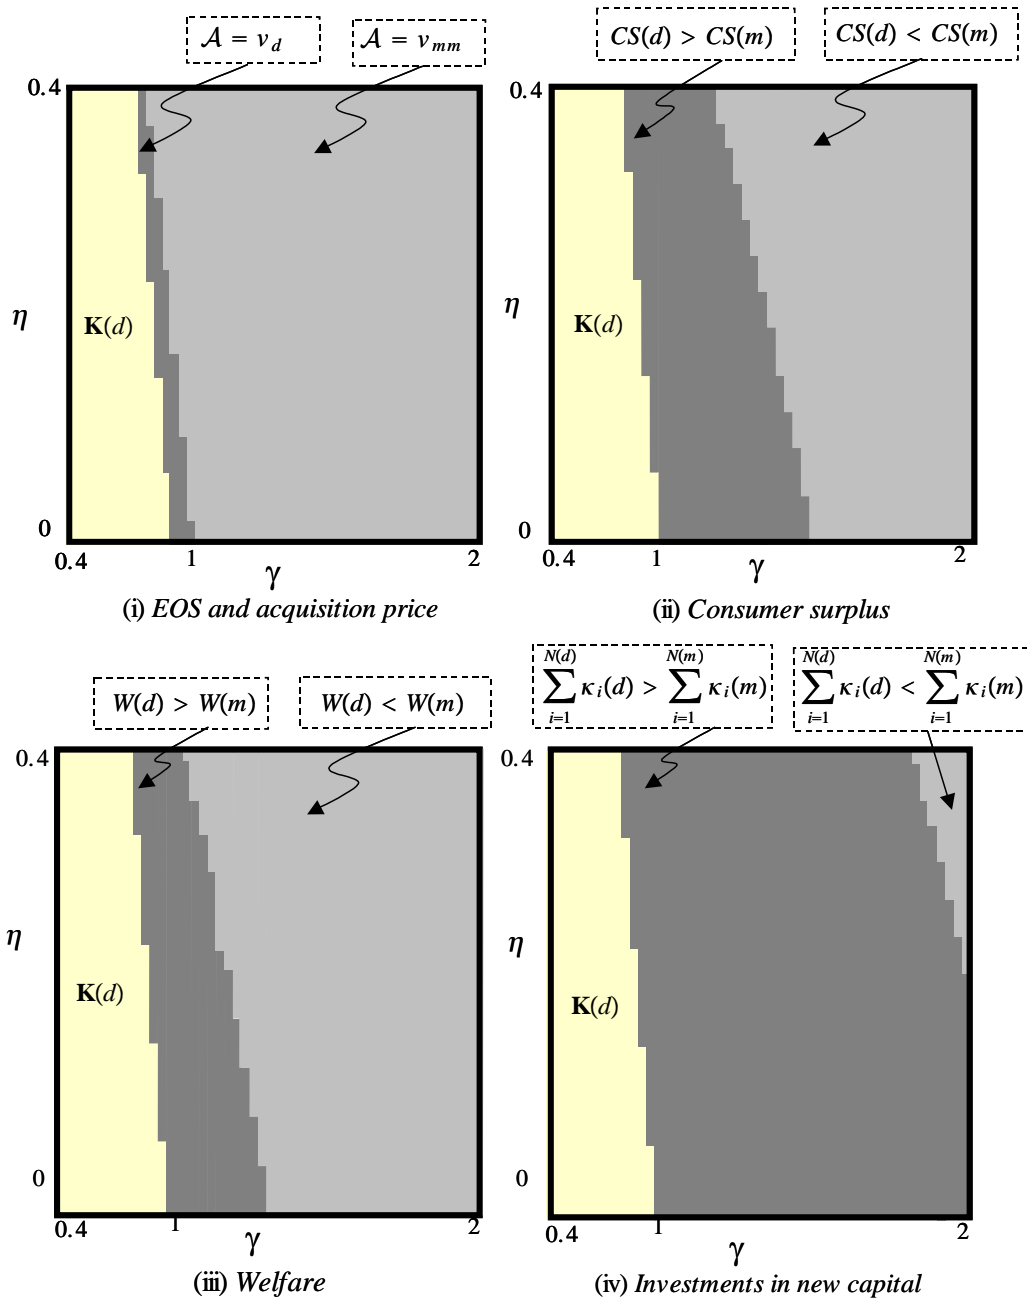 𝒜 = v_d
𝒜 = v_mm
CS(d) > CS(m)
CS(d) < CS(m)
0.4
η
K(d)
0
0.4
1
2
γ
(i) EOS and acquisition price
0.4
η
K(d)
0
0.4
1
2
γ
(ii) Consumer surplus
W(d) > W(m)
W(d) < W(m)
∑_{i=1}^{N(d)} κ_i(d) > ∑_{i=1}^{N(m)} κ_i(m)
∑_{i=1}^{N(d)} κ_i(d) < ∑_{i=1}^{N(m)} κ_i(m)
0.4
η
K(d)
0
0.4
1
2
γ
(iii) Welfare
0.4
η
K(d)
0
0.4
1
2
γ
(iv) Investments in new capital